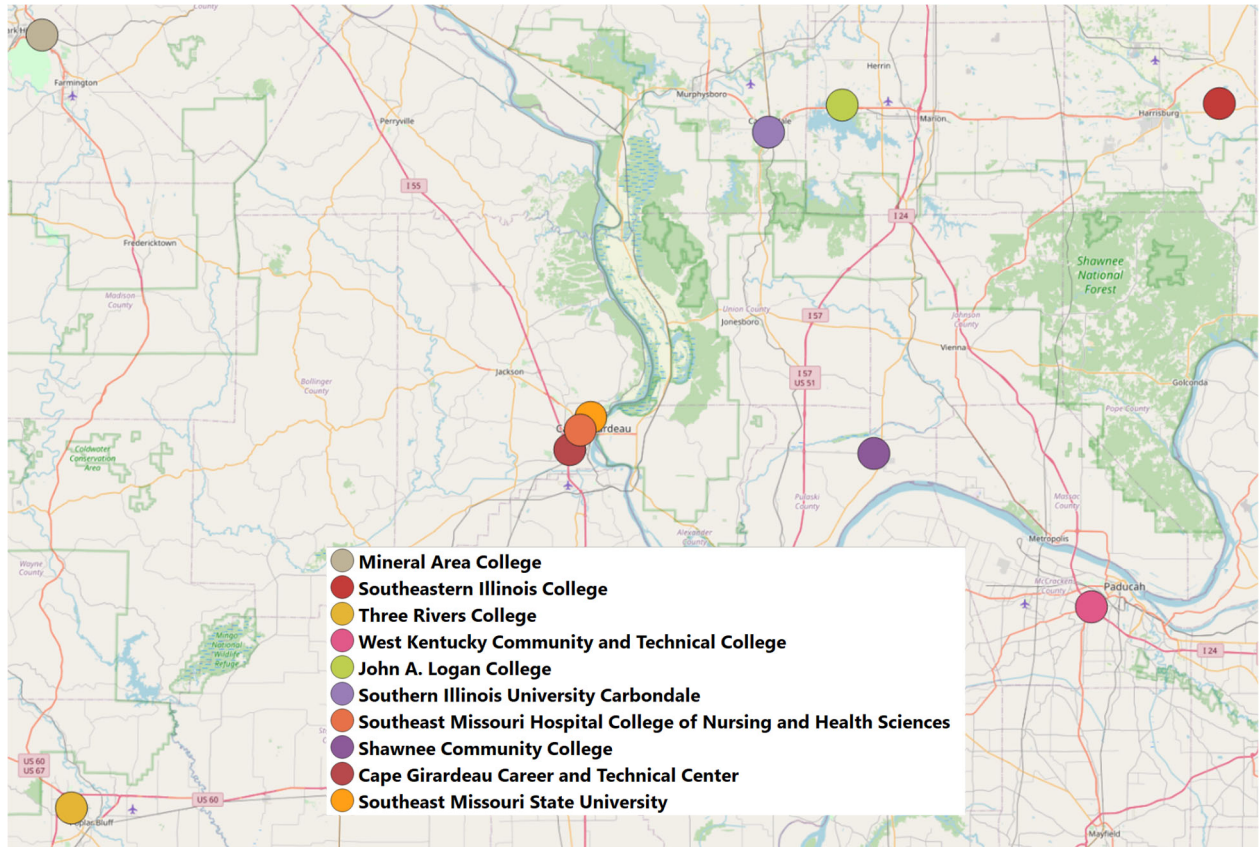 County
Farmington
Perryville
Murphysboro
Herrin
Marion
Harrisburg
I 55
I 24
Fredericktown
Madison
County
Shawnee
National
Forest
Union County
Jonesboro
I 57
Johnson
County
Vienna
Jackson
I 57
US 51
Bollinger
County
Golconda
Pope County
Coldwater
Conservation
Area
Pulaski
County
Massac
County
Alexander
County
Metropolis
Wayne
County
McCracken
County
Paducah
Mineral Area College
Southeastern Illinois College
Three Rivers College
West Kentucky Community and Technical College
John A. Logan College
Southern Illinois University Carbondale
Southeast Missouri Hospital College of Nursing and Health Sciences
Shawnee Community College
Cape Girardeau Career and Technical Center
Southeast Missouri State University
Mingo
National
Wildlife
Refuge
I 24
US 60
US 67
US 60
Mayfield